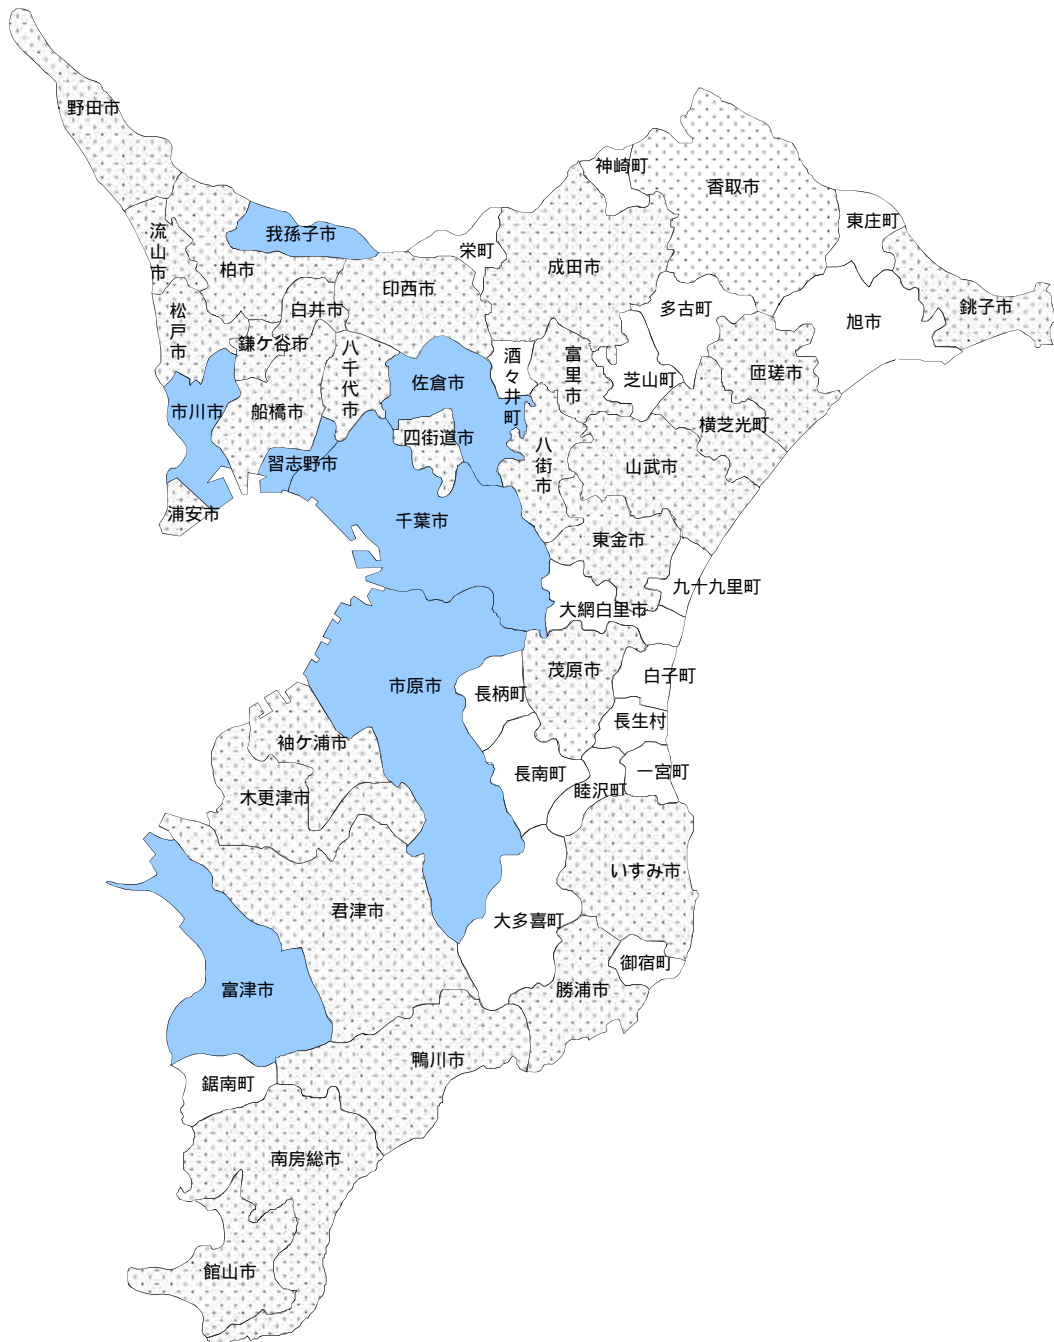 野田市
神崎町
香取市
東庄町
流山市
我孫子市
栄町
柏市
成田市
印西市
多古町
銚子市
松戸市
白井市
旭市
鎌ケ谷市
八千代市
酒々井町
富里市
芝山町
匝瑳市
佐倉市
市川市
船橋市
四街道市
横芝光町
習志野市
八街市
山武市
浦安市
千葉市
東金市
九十九里町
大網白里市
市原市
茂原市
白子町
長柄町
長生村
袖ケ浦市
長南町
一宮町
木更津市
睦沢町
いすみ市
君津市
大多喜町
御宿町
富津市
勝浦市
鴨川市
鋸南町
南房総市
館山市